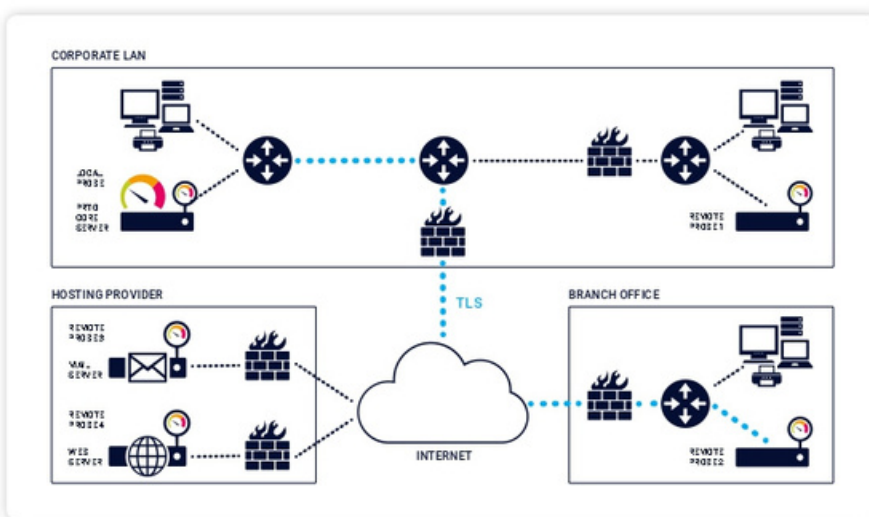 CORPORATE LAN
LOCAL
PROBE
PRTG
CORE
SERVER
REMOTE
PROBE 1
HOSTING PROVIDER
TLS
BRANCH OFFICE
REMOTE
PROBE 3
MAIL
SERVER
REMOTE
PROBE 4
WEB
SERVER
INTERNET
REMOTE
PROBE 2